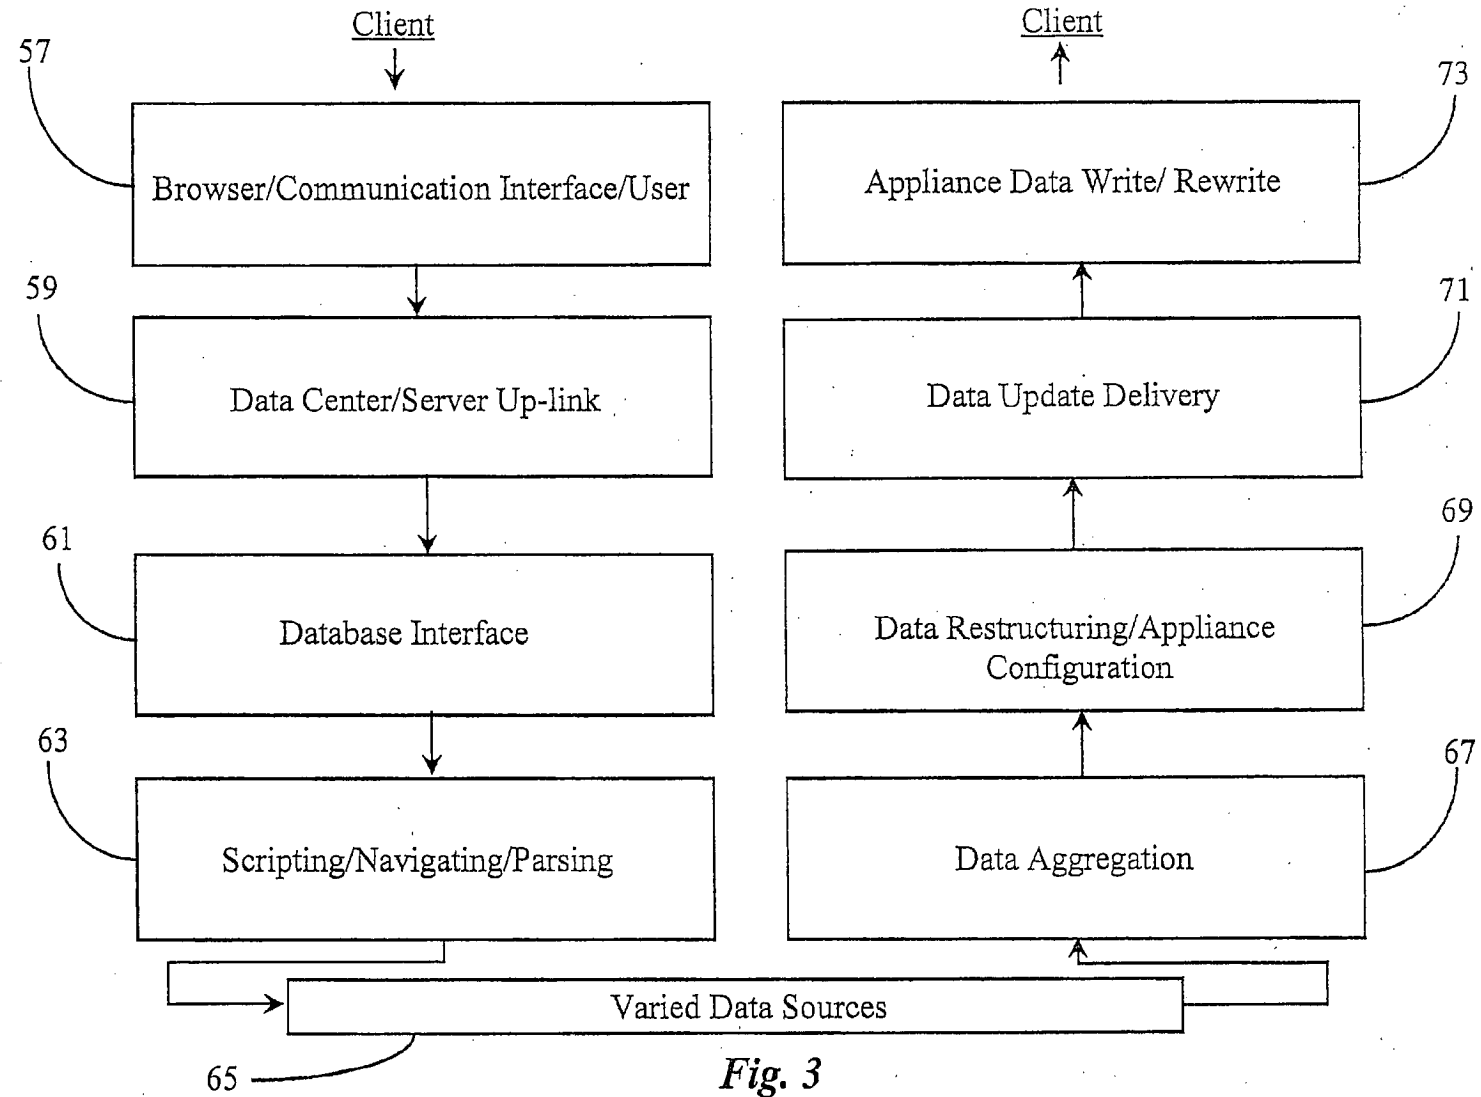 Client
57
Browser/Communication Interface/User
59
Data Center/Server Up-link
61
Database Interface
63
Scripting/Navigating/Parsing
Client
73
Appliance Data Write/ Rewrite
71
Data Update Delivery
69
Data Restructuring/Appliance
Configuration
67
Data Aggregation
Varied Data Sources
65
Fig. 3